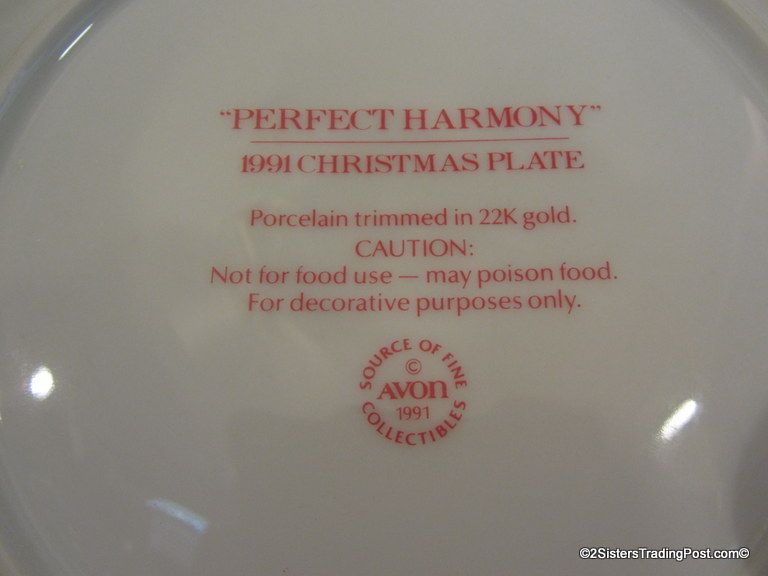 “PERFECT HARMONY”
1991 CHRISTMAS PLATE
Porcelain trimmed in 22K gold.
CAUTION:
Not for food use — may poison food.
For decorative purposes only.
SOURCE OF FINE
©
AVON
1991
COLLECTIBLES
©2SistersTradingPost.com©